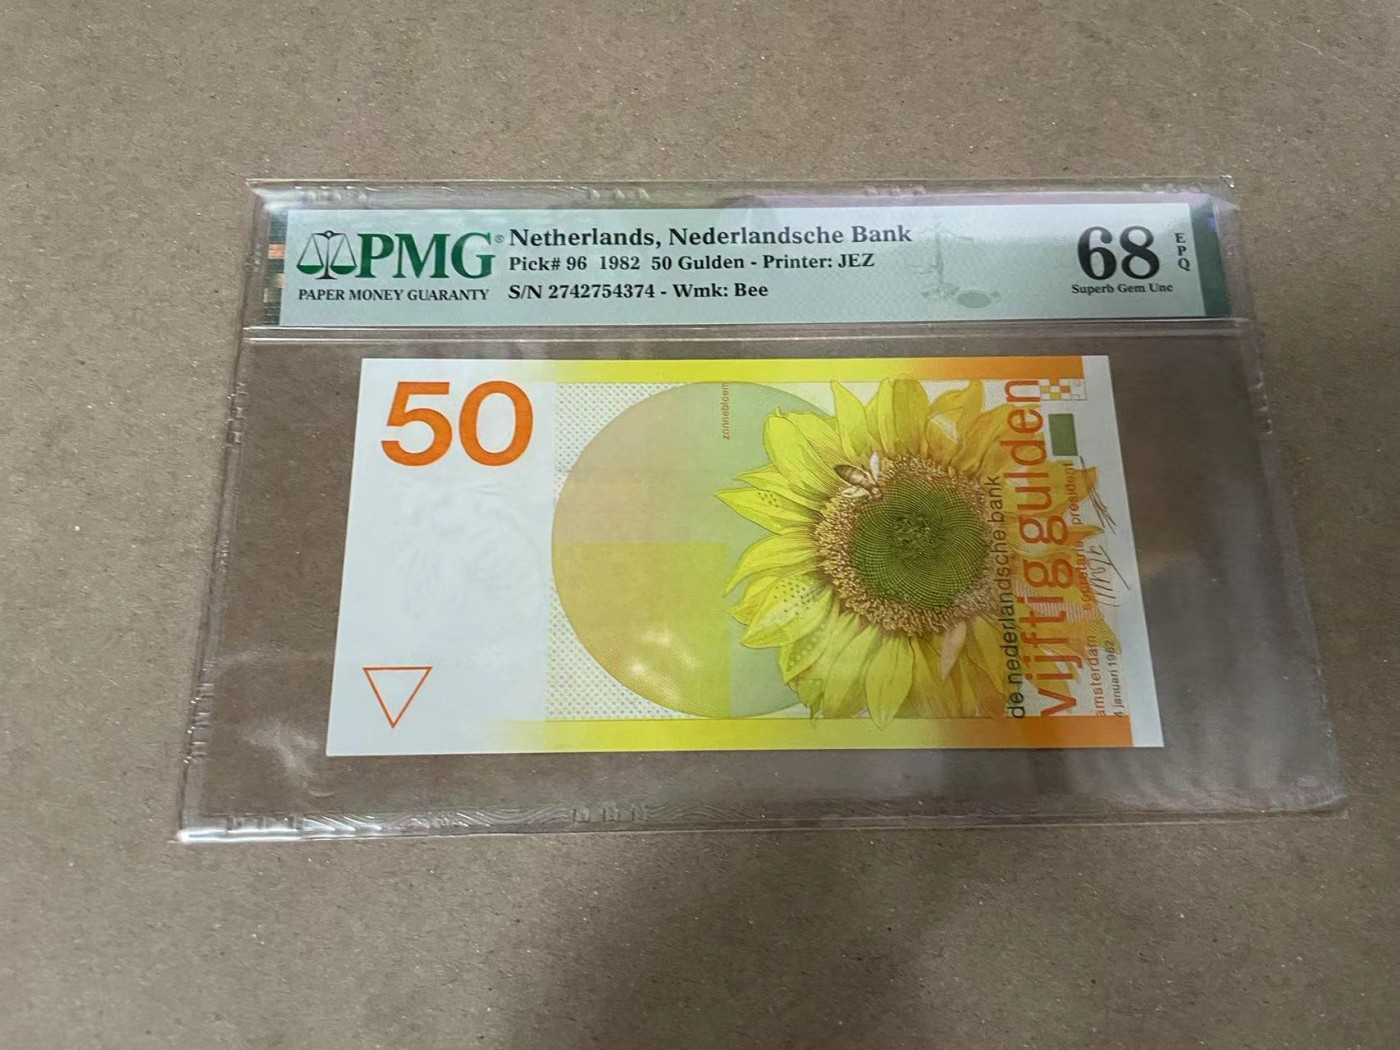 PMG®
PAPER MONEY GUARANTY
Netherlands, Nederlandsche Bank
Pick# 96 1982 50 Gulden - Printer: JEZ
S/N 2742754374 - Wmk: Bee
68
EPQ
Superb Gem Unc
50
zonnebloem
de nederlandsche bank
vijftig gulden
amsterdam
4 januari 1982
secretaris
president